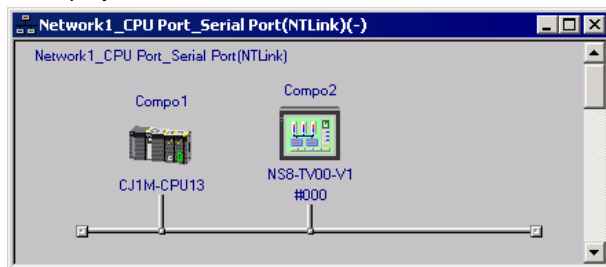 Network1_CPU Port_Serial Port(NTLink)(-)
Network1_CPU Port_Serial Port(NTLink)
Compo1
Compo2
CJ1M-CPU13
NS8-TV00-V1
#000